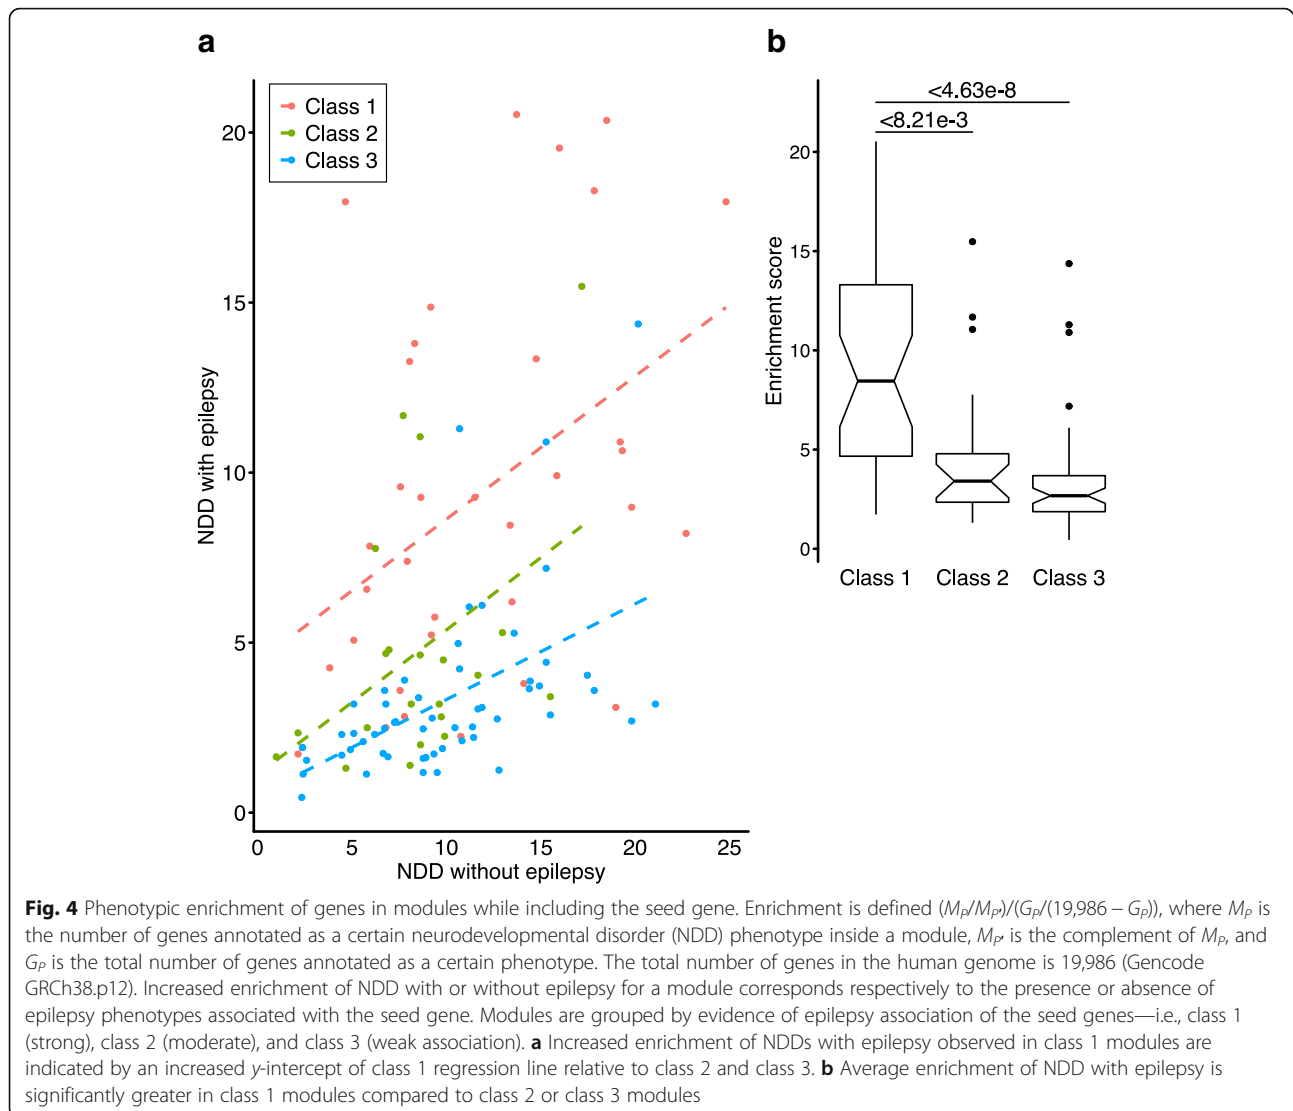 a
b
Class 1
Class 2
Class 3
20
15
10
5
0
NDD with epilepsy
0 5 10 15 20 25
NDD without epilepsy
<4.63e-8
<8.21e-3
20
15
10
5
0
Enrichment score
Class 1 Class 2 Class 3
Fig. 4 Phenotypic enrichment of genes in modules while including the seed gene. Enrichment is defined (MP/MP')/(GP/(19,986 − GP)), where MP is
the number of genes annotated as a certain neurodevelopmental disorder (NDD) phenotype inside a module, MP' is the complement of MP, and
GP is the total number of genes annotated as a certain phenotype. The total number of genes in the human genome is 19,986 (Gencode
GRCh38.p12). Increased enrichment of NDD with or without epilepsy for a module corresponds respectively to the presence or absence of
epilepsy phenotypes associated with the seed gene. Modules are grouped by evidence of epilepsy association of the seed genes—i.e., class 1
(strong), class 2 (moderate), and class 3 (weak association). a Increased enrichment of NDDs with epilepsy observed in class 1 modules are
indicated by an increased y-intercept of class 1 regression line relative to class 2 and class 3. b Average enrichment of NDD with epilepsy is
significantly greater in class 1 modules compared to class 2 or class 3 modules